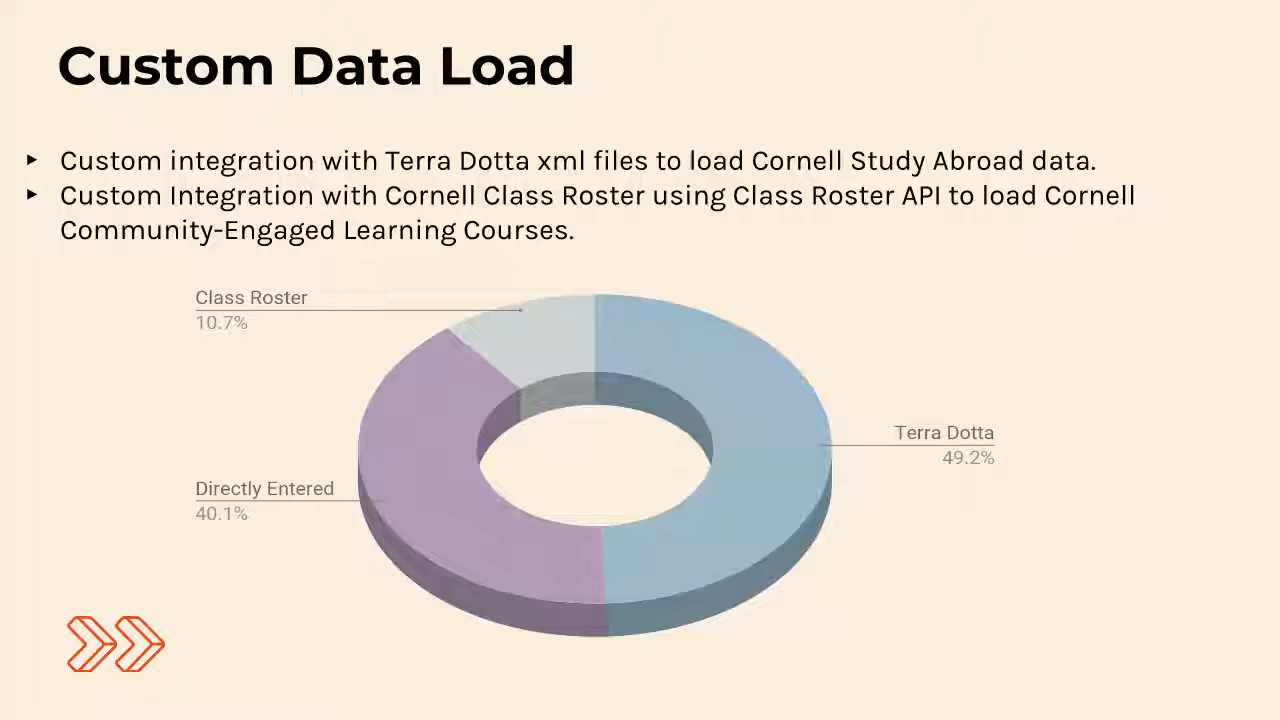 Custom Data Load
‣ Custom integration with Terra Dotta xml files to load Cornell Study Abroad data.
‣ Custom Integration with Cornell Class Roster using Class Roster API to load Cornell
Community-Engaged Learning Courses.
Class Roster
10.7%
Terra Dotta
49.2%
Directly Entered
40.1%